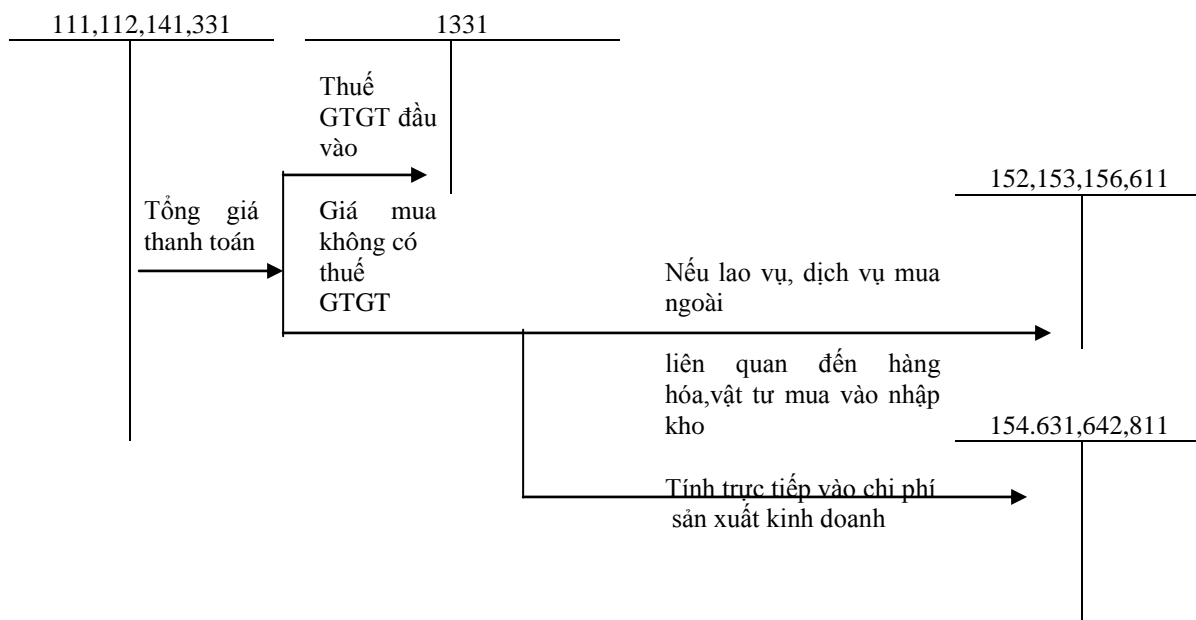 111,112,141,331
1331
Thuế
GTGT đầu
vào
152,153,156,611
Tổng giá
thanh toán
Giá mua
không có
thuế
GTGT
Nếu lao vụ, dịch vụ mua
ngoài
liên quan đến hàng
hóa,vật tư mua vào nhập
kho
154.631,642,811
Tính trực tiếp vào chi phí
sản xuất kinh doanh